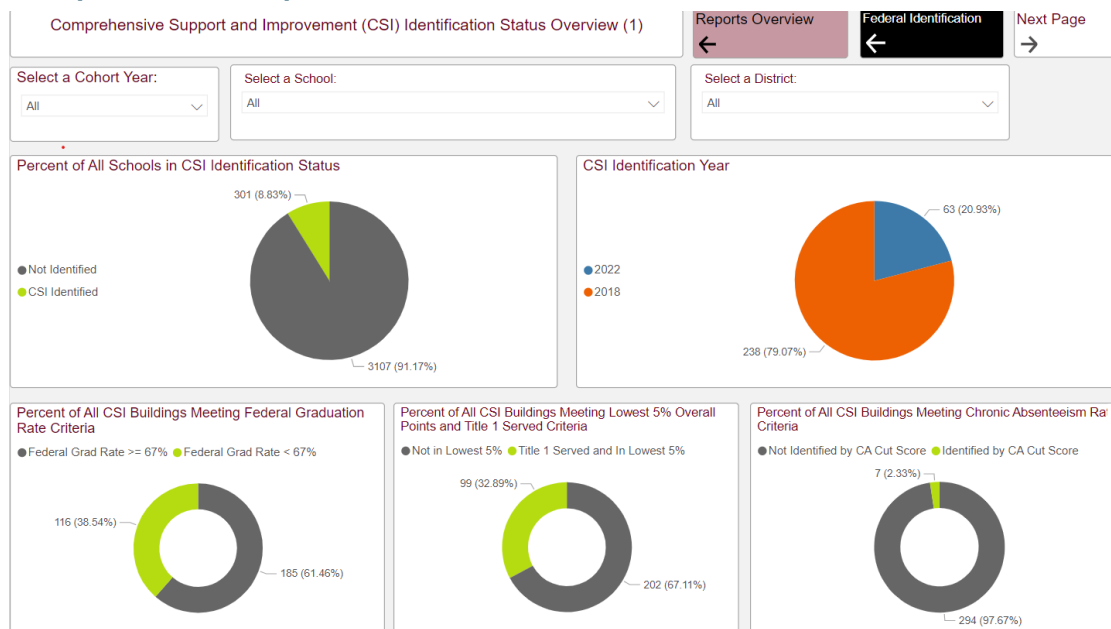 Comprehensive Support and Improvement (CSI) Identification Status Overview (1)
Reports Overview
Federal Identification
Next Page
Select a Cohort Year:
All
Select a School:
All
Select a District:
All
Percent of All Schools in CSI Identification Status
301 (8.83%)
Not Identified
CSI Identified
3107 (91.17%)
CSI Identification Year
63 (20.93%)
2022
2018
238 (79.07%)
Percent of All CSI Buildings Meeting Federal Graduation
Rate Criteria
Federal Grad Rate >= 67% Federal Grad Rate < 67%
116 (38.54%)
185 (61.46%)
Percent of All CSI Buildings Meeting Lowest 5% Overall
Points and Title 1 Served Criteria
Not in Lowest 5% Title 1 Served and In Lowest 5%
99 (32.89%)
202 (67.11%)
Percent of All CSI Buildings Meeting Chronic Absenteeism
Criteria
Not Identified by CA Cut Score Identified by CA Cut Score
7 (2.33%)
294 (97.67%)